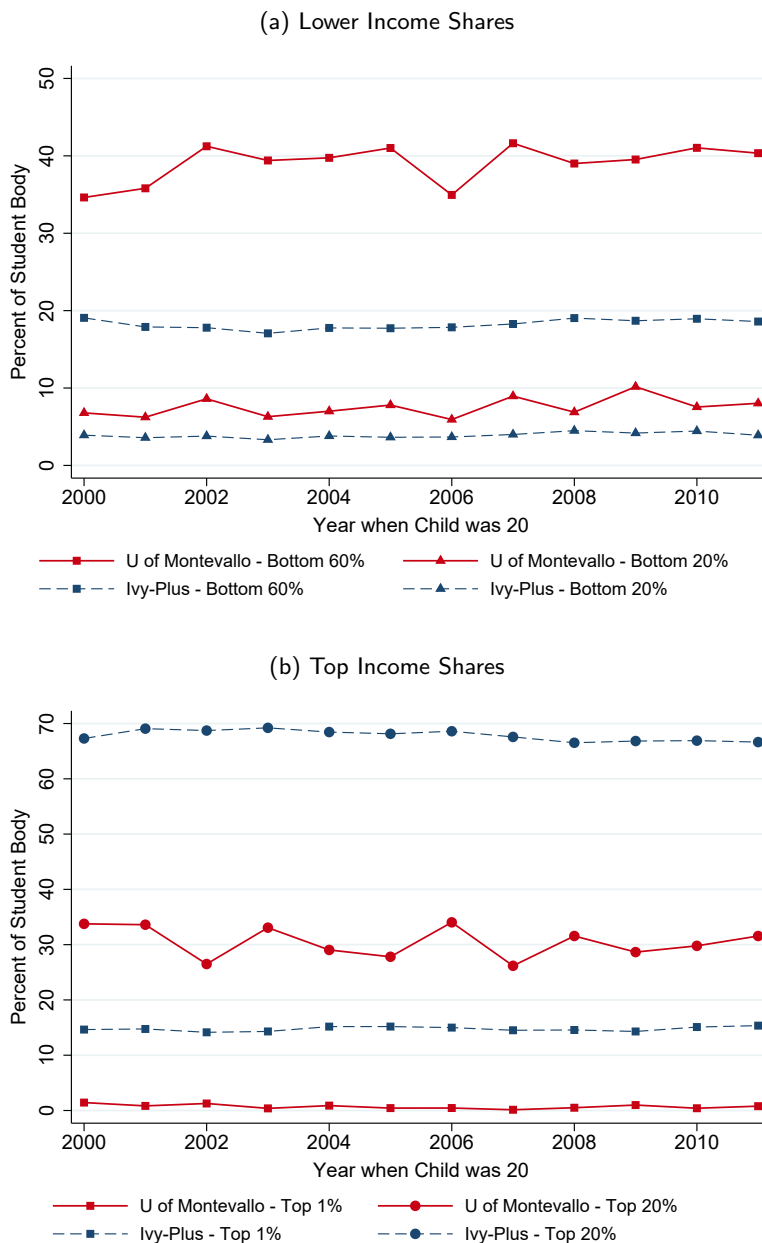 (a) Lower Income Shares
50
40
30
20
10
0
Percent of Student Body
2000 2002 2004 2006 2008 2010
Year when Child was 20
U of Montevallo - Bottom 60% U of Montevallo - Bottom 20%
Ivy-Plus - Bottom 60% Ivy-Plus - Bottom 20%
(b) Top Income Shares
70
60
50
40
30
20
10
0
Percent of Student Body
2000 2002 2004 2006 2008 2010
Year when Child was 20
U of Montevallo - Top 1% U of Montevallo - Top 20%
Ivy-Plus - Top 1% Ivy-Plus - Top 20%